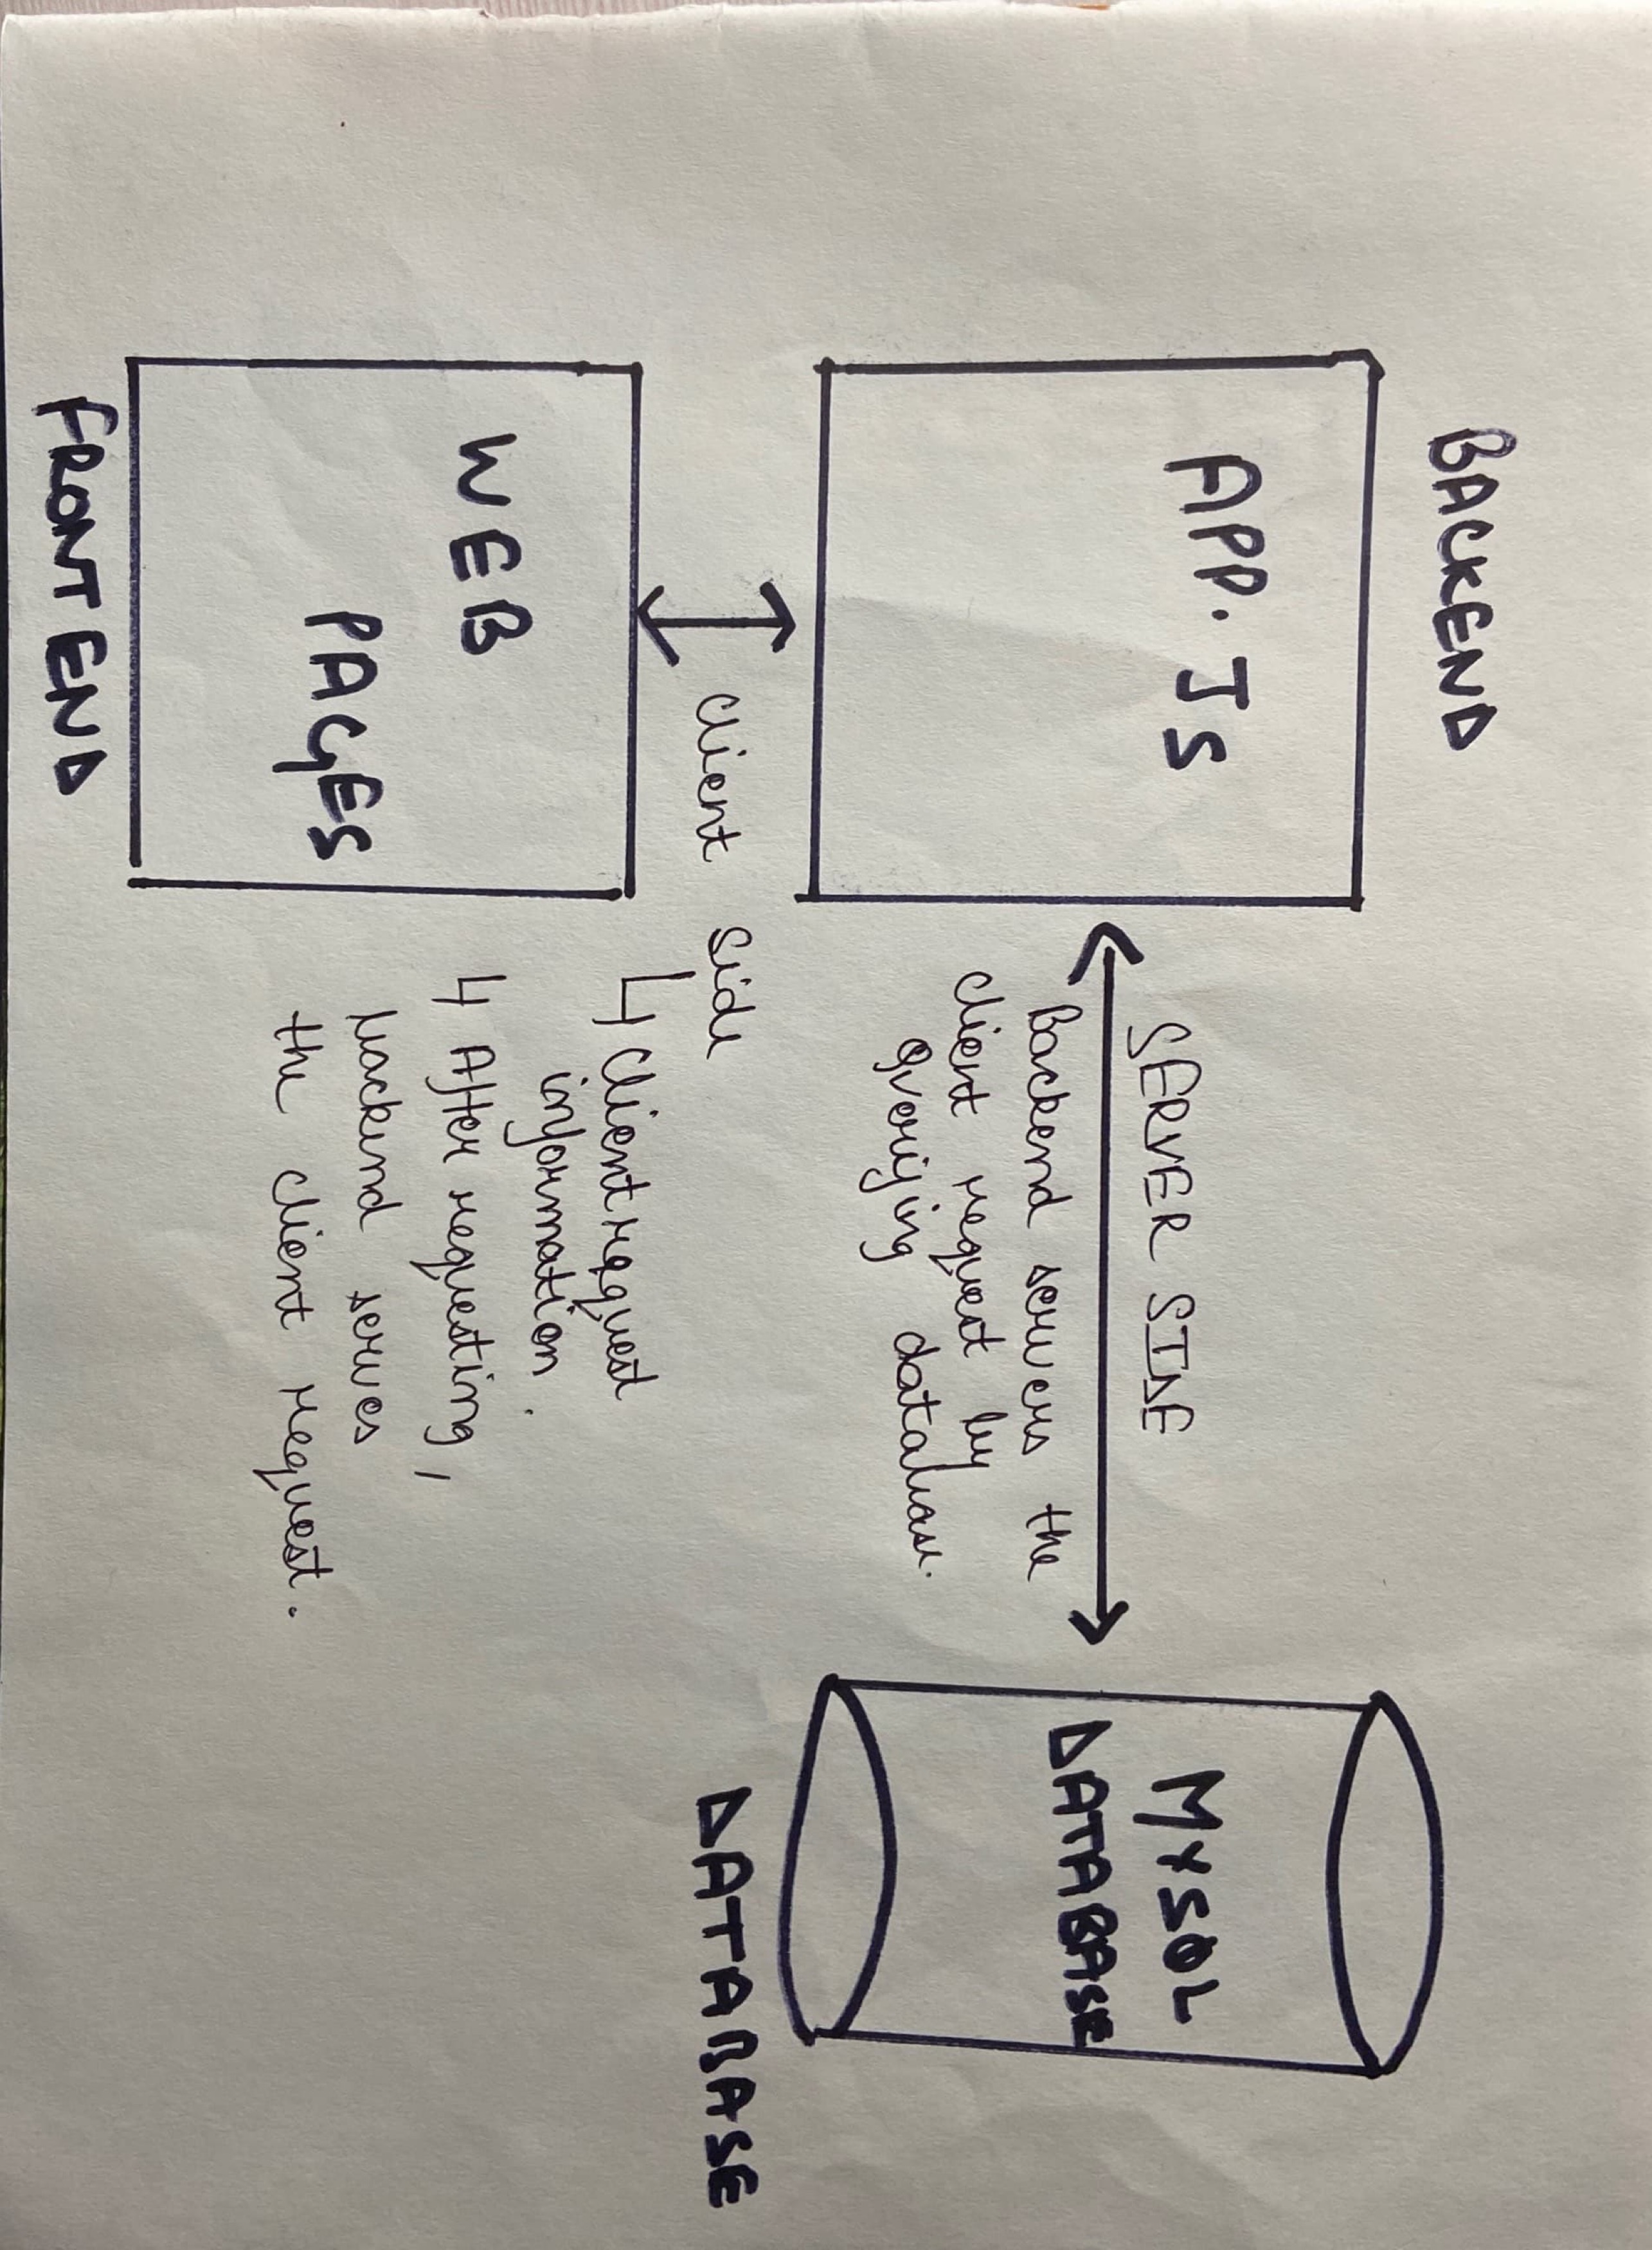 BACKEND
APP.JS
SERVER SIDE
Backend servers the
client request by
queriying database.
MYSQL
DATABASE
DATABASE
client side
↳ Client request
information.
↳ After requesting,
backend serves
the client request.
WEB
PAGES
FRONT END